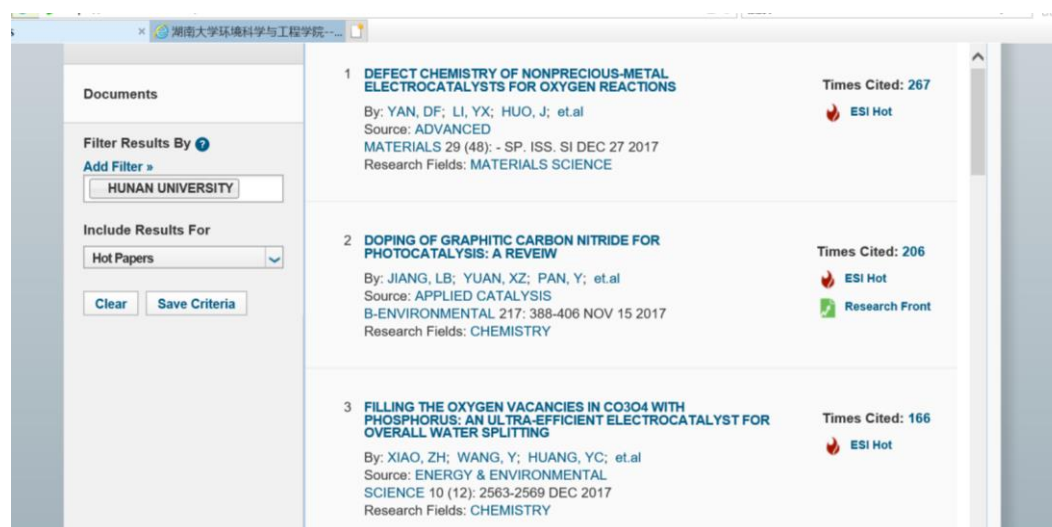 湖南大学环境科学与工程学院--...
Documents
Filter Results By ?
Add Filter »
HUNAN UNIVERSITY
Include Results For
Hot Papers
Clear Save Criteria
1 DEFECT CHEMISTRY OF NONPRECIOUS-METAL
ELECTROCATALYSTS FOR OXYGEN REACTIONS
By: YAN, DF; LI, YX; HUO, J; et.al
Source: ADVANCED
MATERIALS 29 (48): - SP. ISS. SI DEC 27 2017
Research Fields: MATERIALS SCIENCE
Times Cited: 267
ESI Hot
2 DOPING OF GRAPHITIC CARBON NITRIDE FOR
PHOTOCATALYSIS: A REVEIW
By: JIANG, LB; YUAN, XZ; PAN, Y; et.al
Source: APPLIED CATALYSIS
B-ENVIRONMENTAL 217: 388-406 NOV 15 2017
Research Fields: CHEMISTRY
Times Cited: 206
ESI Hot
Research Front
3 FILLING THE OXYGEN VACANCIES IN CO3O4 WITH
PHOSPHORUS: AN ULTRA-EFFICIENT ELECTROCATALYST FOR
OVERALL WATER SPLITTING
By: XIAO, ZH; WANG, Y; HUANG, YC; et.al
Source: ENERGY & ENVIRONMENTAL
SCIENCE 10 (12): 2563-2569 DEC 2017
Research Fields: CHEMISTRY
Times Cited: 166
ESI Hot